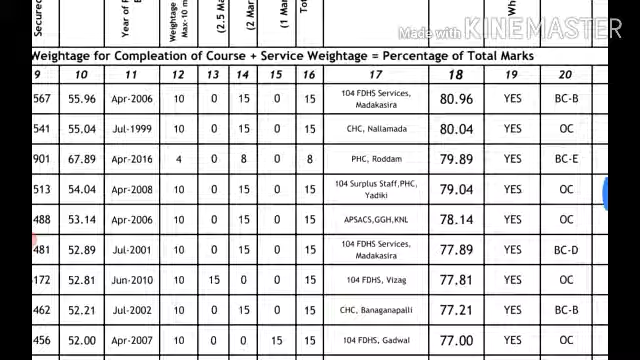 Secured
Year of
Weightage
Max-10 m
(2.5 Ma
(2 Mar
(1 Mar
Tot
Wh
Made with KINEMASTER
Weightage for Compleation of Course + Service Weightage = Percentage of Total Marks
9 10 11 12 13 14 15 16 17 18 19 20
567 55.96 Apr-2006 10 0 15 0 15 104 FDHS Services, Madakasira 80.96 YES BC-B
541 55.04 Jul-1999 10 0 15 0 15 CHC, Nallamada 80.04 YES OC
901 67.89 Apr-2016 4 0 8 0 8 PHC, Roddam 79.89 YES BC-E
513 54.04 Apr-2008 10 0 15 0 15 104 Surplus Staff,PHC, Yadiki 79.04 YES OC
488 53.14 Apr-2006 10 0 15 0 15 APSACS,GGH,KNL 78.14 YES OC
481 52.89 Jul-2001 10 0 15 0 15 104 FDHS Services, Madakasira 77.89 YES BC-D
172 52.81 Jun-2010 10 15 0 0 15 104 FDHS, Vizag 77.81 YES OC
462 52.21 Jul-2002 10 0 15 0 15 CHC, Banaganapalli 77.21 YES BC-B
456 52.00 Apr-2007 10 0 0 15 15 104 FDHS, Gadwal 77.00 YES OC